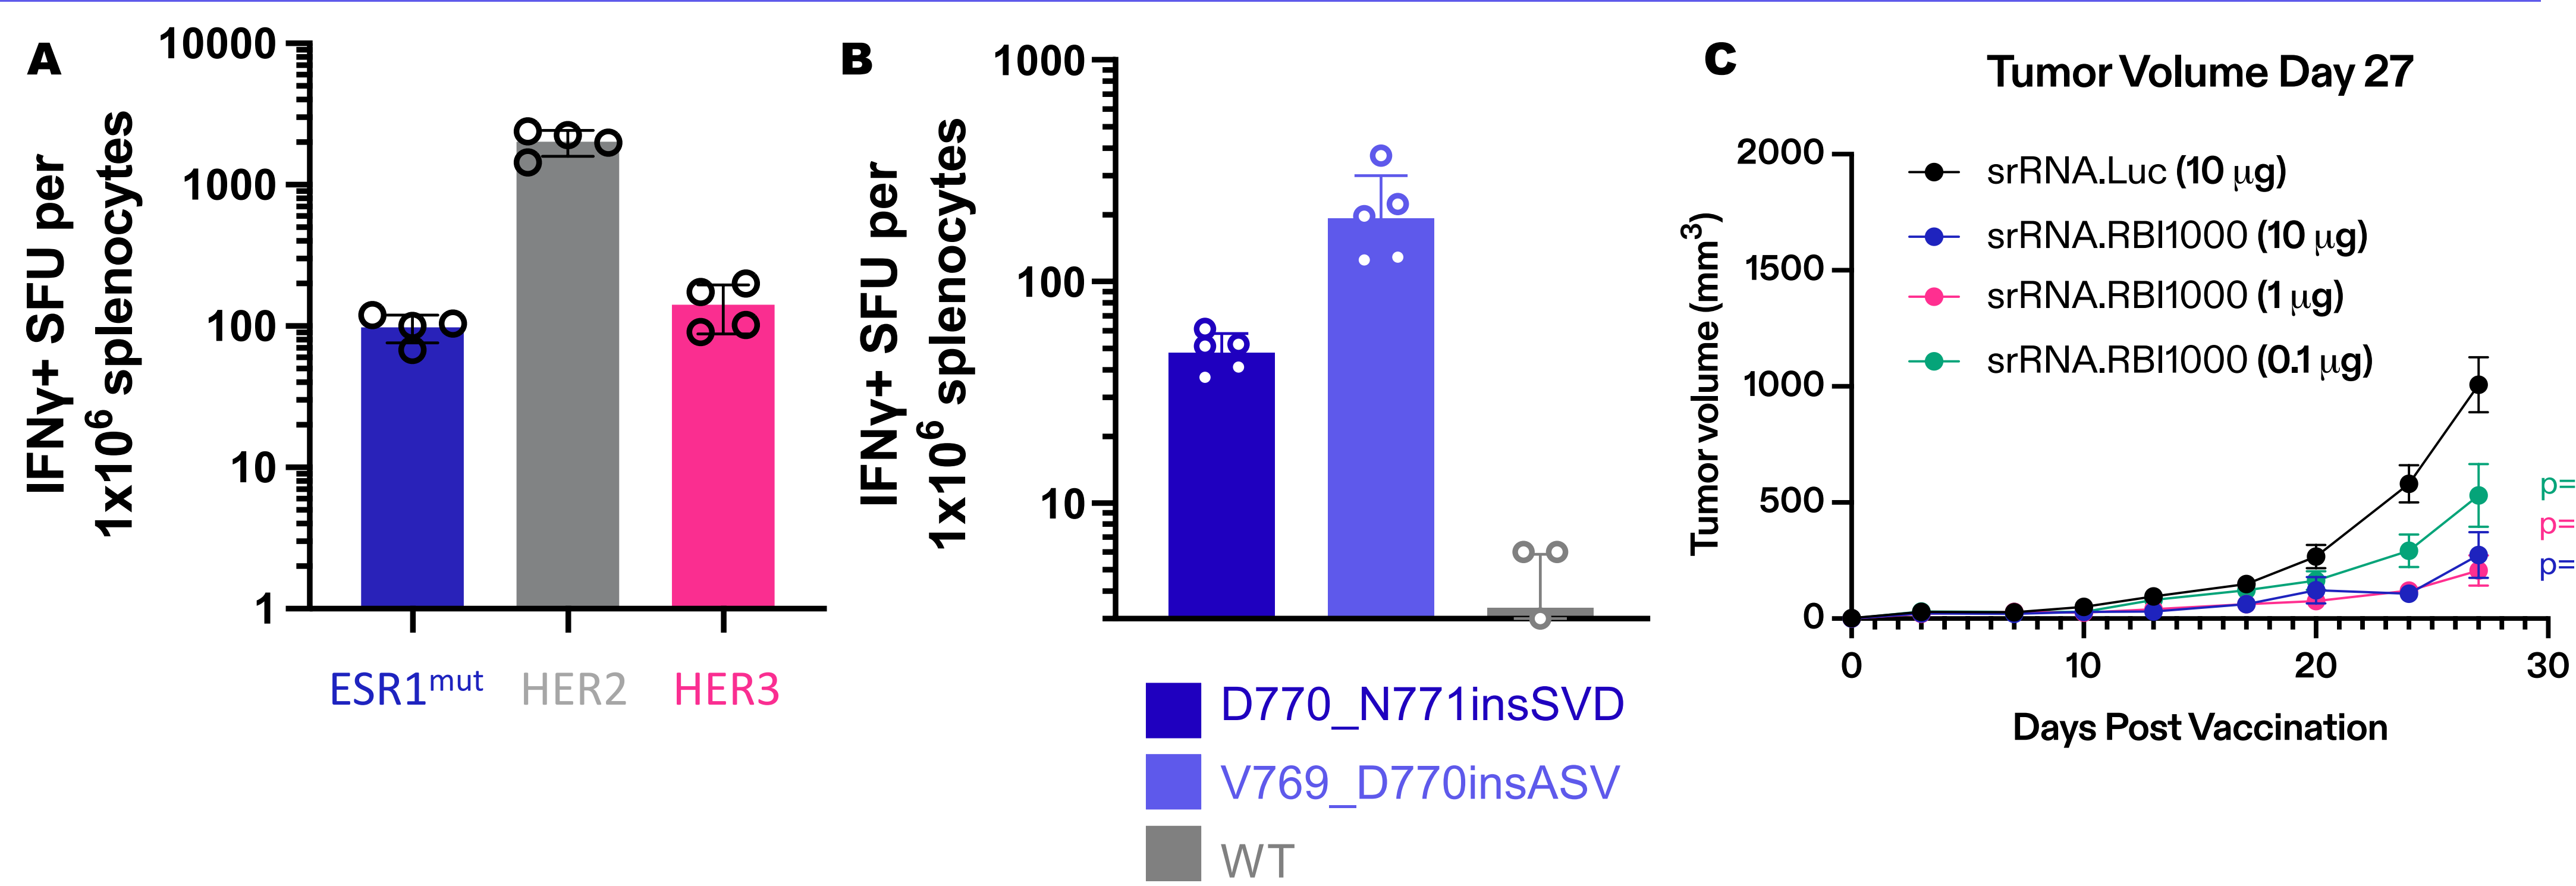 A
10000
1000
100
10
1
IFNγ+ SFU per
1x10⁶ splenocytes
ESR1ᵐᵘᵗ
HER2
HER3
B
1000
100
10
IFNγ+ SFU per
1x10⁶ splenocytes
D770_N771insSVD
V769_D770insASV
WT
C
Tumor Volume Day 27
2000
1500
1000
500
0
Tumor volume (mm³)
srRNA.Luc (10 μg)
srRNA.RBI1000 (10 μg)
srRNA.RBI1000 (1 μg)
srRNA.RBI1000 (0.1 μg)
p=
p=
p=
0
10
20
30
Days Post Vaccination